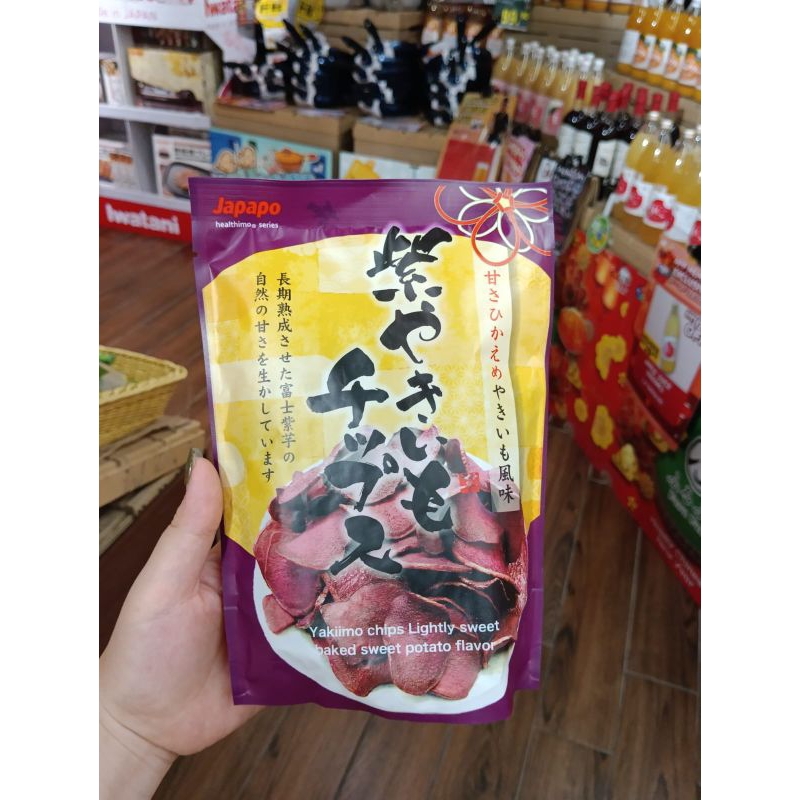 Iwatani
Japapo
healthimo® series
紫やきいも
チップス
甘さひかえめやきいも風味
長期熟成させた富士紫芋の
自然の甘さを生かしています
Yakiimo chips Lightly sweet
baked sweet potato flavor